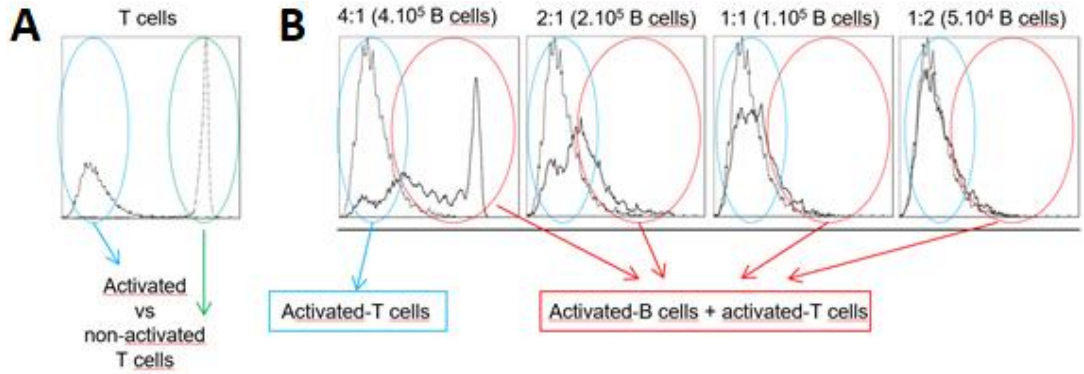 A
T cells
B
4:1 (4.10⁵ B cells)
2:1 (2.10⁵ B cells)
1:1 (1.10⁵ B cells)
1:2 (5.10⁴ B cells)
Activated
vs
non-activated
T cells
Activated-T cells
Activated-B cells + activated-T cells